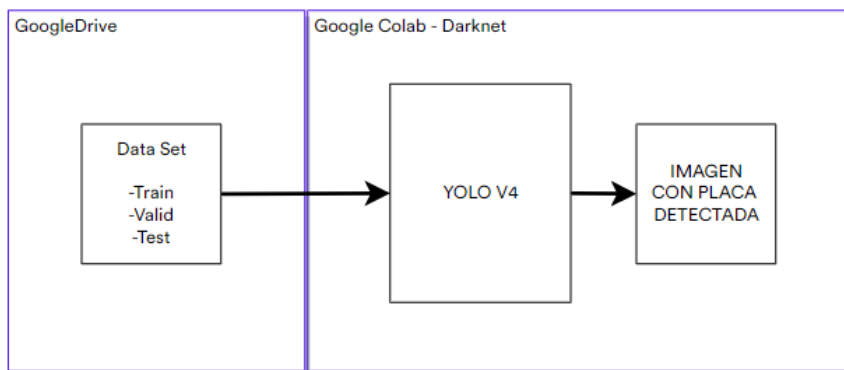 GoogleDrive
Google Colab - Darknet
Data Set
-Train
-Valid
-Test
YOLO V4
IMAGEN
CON PLACA
DETECTADA